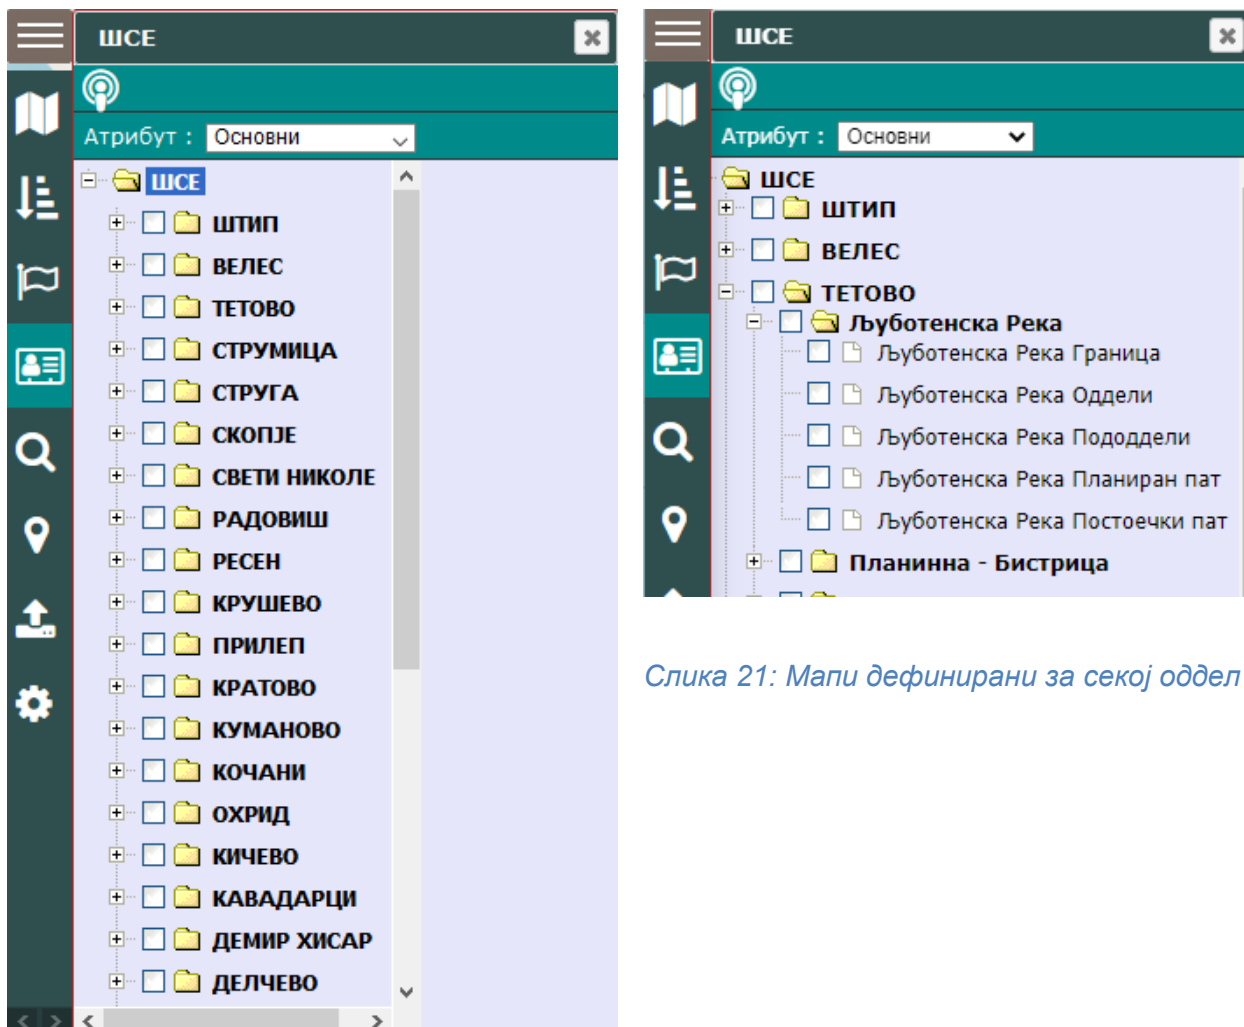 ШСЕ
Атрибут : Основни
ШСЕ
ШТИП
ВЕЛЕС
ТЕТОВО
СТРУМИЦА
СТРУГА
СКОПЈЕ
СВЕТИ НИКОЛЕ
РАДОВИШ
РЕСЕН
КРУШЕВО
ПРИЛЕП
КРАТОВО
КУМАНОВО
КОЧАНИ
ОХРИД
КИЧЕВО
КАВАДАРЦИ
ДЕМИР ХИСАР
ДЕЛЧЕВО
ШСЕ
Атрибут : Основни
ШСЕ
ШТИП
ВЕЛЕС
ТЕТОВО
Љуботенска Река
Љуботенска Река Граница
Љуботенска Река Оддели
Љуботенска Река Пододдели
Љуботенска Река Планиран пат
Љуботенска Река Постоечки пат
Планинна - Бистрица
Слика 21: Мапи дефинирани за секој оддел